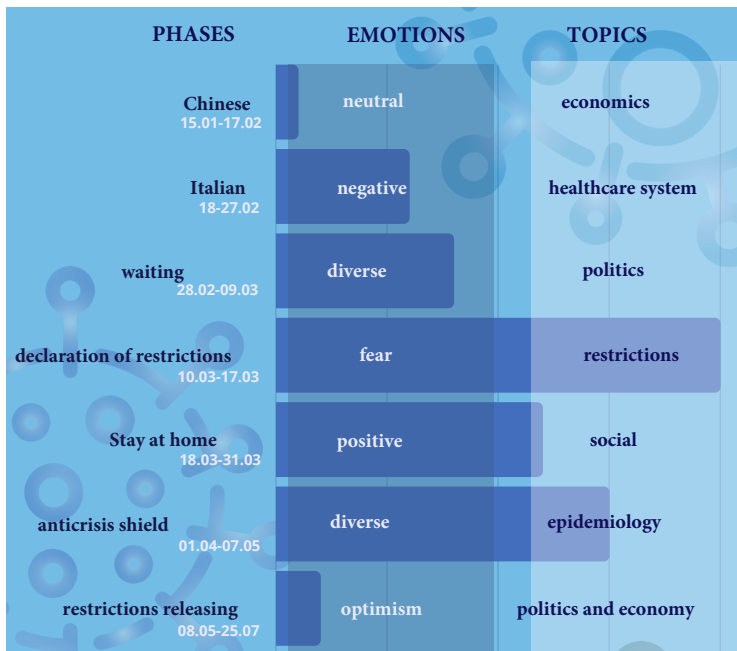 PHASES EMOTIONS TOPICS
Chinese neutral economics
15.01-17.02
Italian negative healthcare system
18-27.02
waiting diverse politics
28.02-09.03
declaration of restrictions fear restrictions
10.03-17.03
Stay at home positive social
18.03-31.03
anticrisis shield diverse epidemiology
01.04-07.05
restrictions releasing optimism politics and economy
08.05-25.07